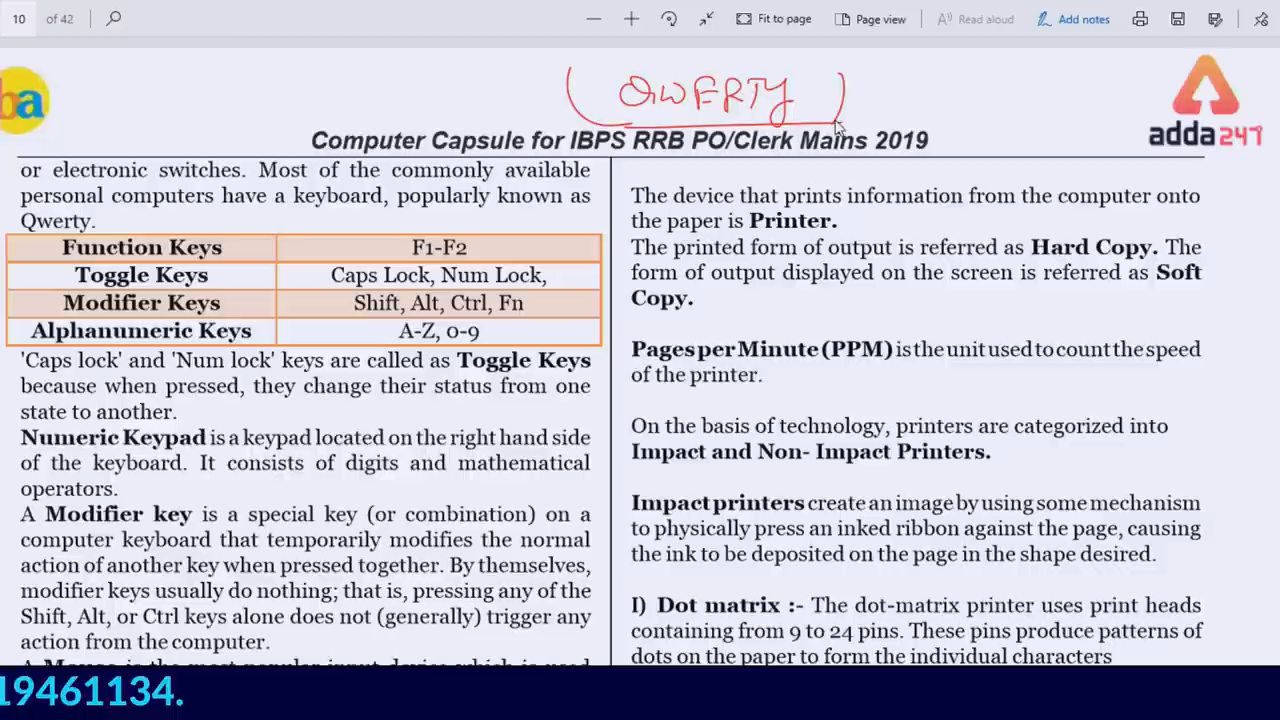 10 of 42
Fit to page
Page view
Read aloud
Add notes
QWERTY
ba
adda247
Computer Capsule for IBPS RRB PO/Clerk Mains 2019
or electronic switches. Most of the commonly available
personal computers have a keyboard, popularly known as
Qwerty.
Function Keys F1-F2
Toggle Keys Caps Lock, Num Lock,
Modifier Keys Shift, Alt, Ctrl, Fn
Alphanumeric Keys A-Z, 0-9
'Caps lock' and 'Num lock' keys are called as Toggle Keys
because when pressed, they change their status from one
state to another.
Numeric Keypad is a keypad located on the right hand side
of the keyboard. It consists of digits and mathematical
operators.
A Modifier key is a special key (or combination) on a
computer keyboard that temporarily modifies the normal
action of another key when pressed together. By themselves,
modifier keys usually do nothing; that is, pressing any of the
Shift, Alt, or Ctrl keys alone does not (generally) trigger any
action from the computer.
A Mouse is the most popular input device which is used
The device that prints information from the computer onto
the paper is Printer.
The printed form of output is referred as Hard Copy. The
form of output displayed on the screen is referred as Soft
Copy.
Pages per Minute (PPM) is the unit used to count the speed
of the printer.
On the basis of technology, printers are categorized into
Impact and Non- Impact Printers.
Impact printers create an image by using some mechanism
to physically press an inked ribbon against the page, causing
the ink to be deposited on the page in the shape desired.
I) Dot matrix :- The dot-matrix printer uses print heads
containing from 9 to 24 pins. These pins produce patterns of
dots on the paper to form the individual characters
19461134.